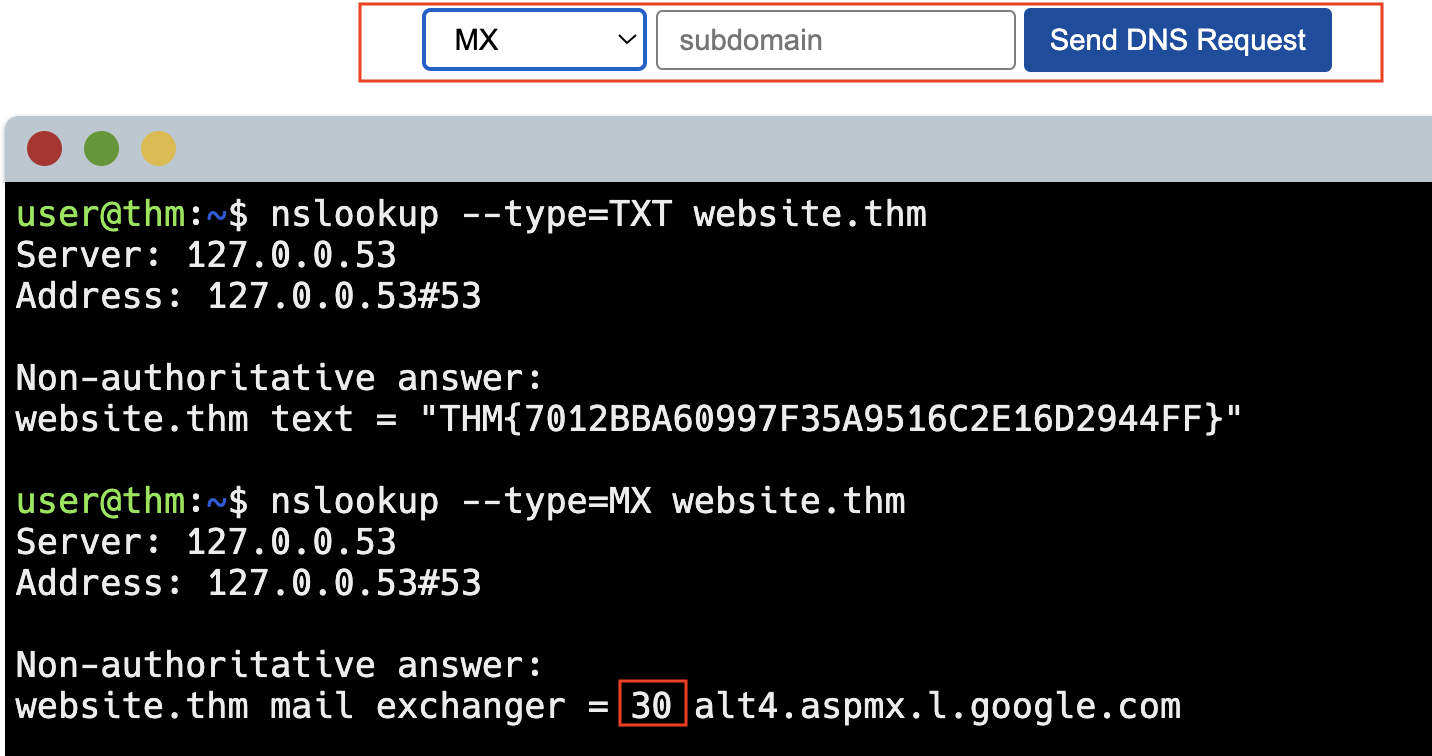 MX
subdomain
Send DNS Request
user@thm:~$ nslookup --type=TXT website.thm
Server: 127.0.0.53
Address: 127.0.0.53#53
Non-authoritative answer:
website.thm text = "THM{7012BBA60997F35A9516C2E16D2944FF}"
user@thm:~$ nslookup --type=MX website.thm
Server: 127.0.0.53
Address: 127.0.0.53#53
Non-authoritative answer:
website.thm mail exchanger = 30 alt4.aspmx.l.google.com